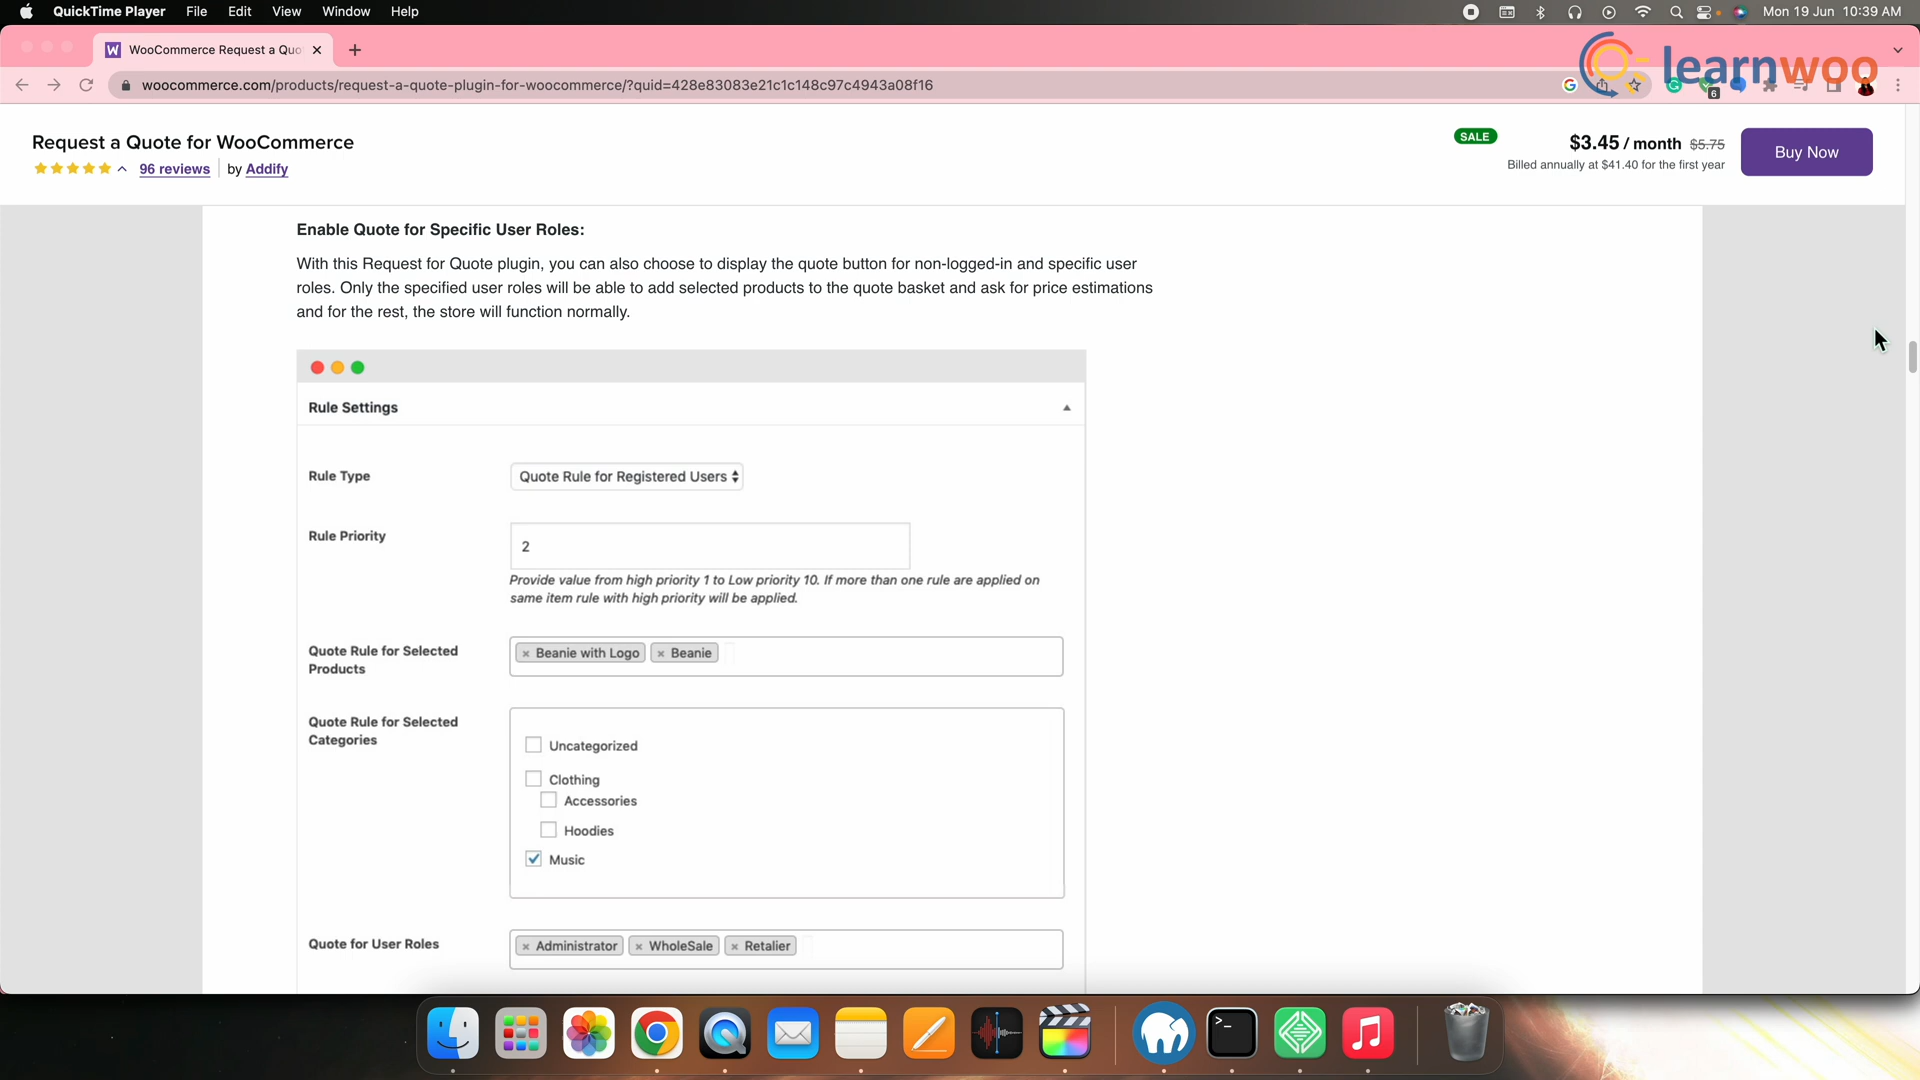 QuickTime Player File Edit View Window Help Mon 19 Jun 10:39 AM
WooCommerce Request a Quo
learnwoo
woocommerce.com/products/request-a-quote-plugin-for-woocommerce/?quid=428e83083e21c1c148c97c4943a08f16
6
Request a Quote for WooCommerce
96 reviews by Addify
SALE
$3.45 / month $5.75
Billed annually at $41.40 for the first year
Buy Now
Enable Quote for Specific User Roles:
With this Request for Quote plugin, you can also choose to display the quote button for non-logged-in and specific user
roles. Only the specified user roles will be able to add selected products to the quote basket and ask for price estimations
and for the rest, the store will function normally.
Rule Settings
Rule Type Quote Rule for Registered Users
Rule Priority
2
Provide value from high priority 1 to Low priority 10. If more than one rule are applied on
same item rule with high priority will be applied.
Quote Rule for Selected
Products
× Beanie with Logo × Beanie
Quote Rule for Selected
Categories
Uncategorized
Clothing
Accessories
Hoodies
Music
Quote for User Roles × Administrator × WholeSale × Retalier